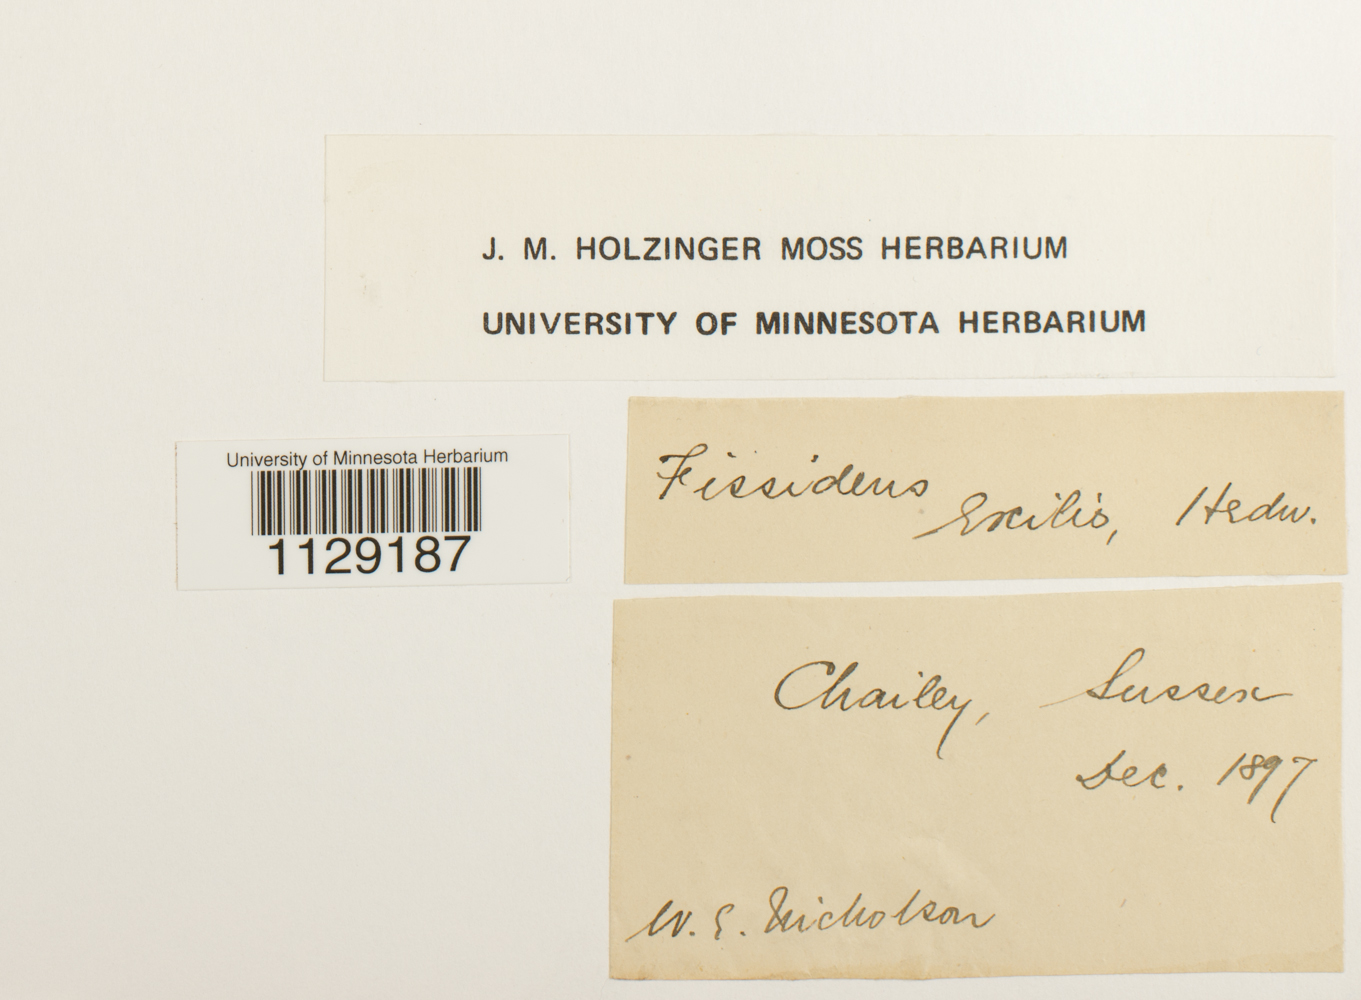 J. M. HOLZINGER MOSS HERBARIUM
UNIVERSITY OF MINNESOTA HERBARIUM
University of Minnesota Herbarium
1129187
Fissidens
Exilis, Hedw.
Chailey, Sussex
Dec. 1897
W. E. Nicholson